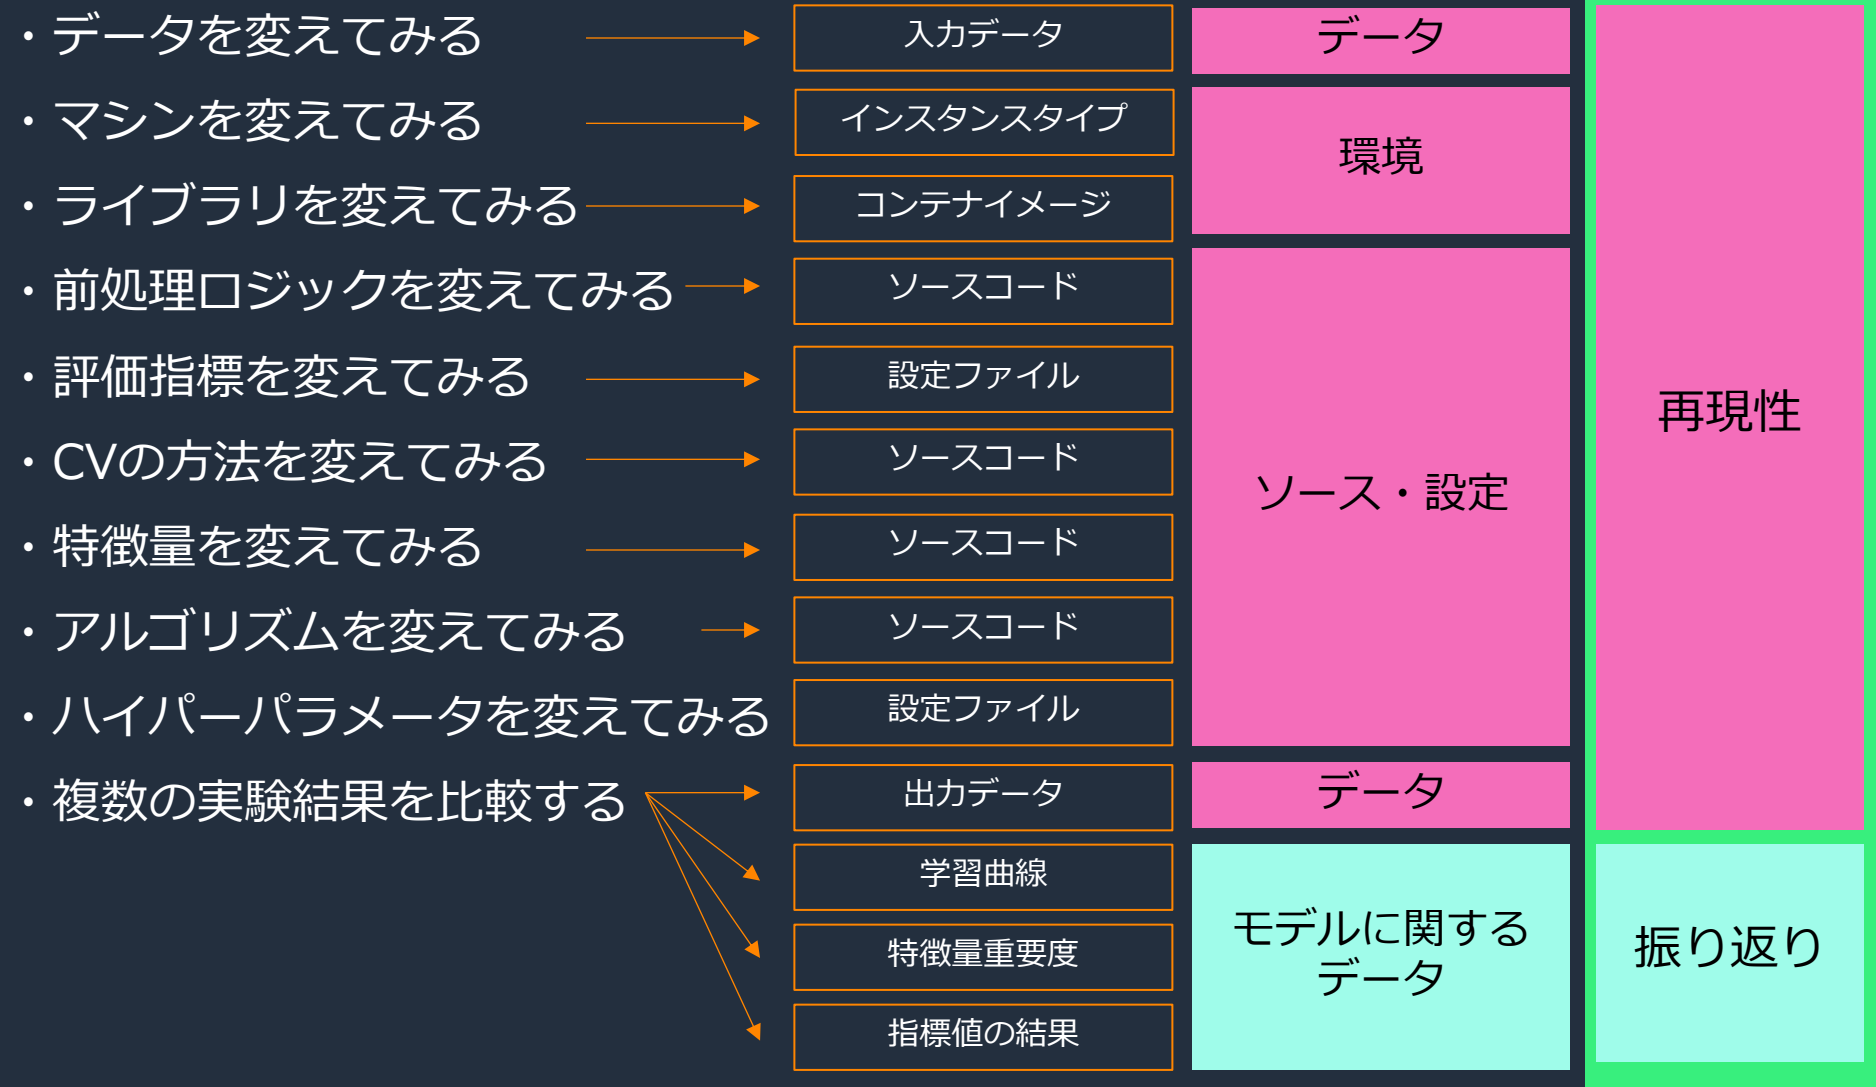 ・データを変えてみる
入力データ
データ
・マシンを変えてみる
インスタンスタイプ
環境
・ライブラリを変えてみる
コンテナイメージ
・前処理ロジックを変えてみる
ソースコード
・評価指標を変えてみる
設定ファイル
・CVの方法を変えてみる
ソースコード
ソース・設定
再現性
・特徴量を変えてみる
ソースコード
・アルゴリズムを変えてみる
ソースコード
・ハイパーパラメータを変えてみる
設定ファイル
・複数の実験結果を比較する
出力データ
データ
学習曲線
特徴量重要度
指標値の結果
モデルに関する
データ
振り返り